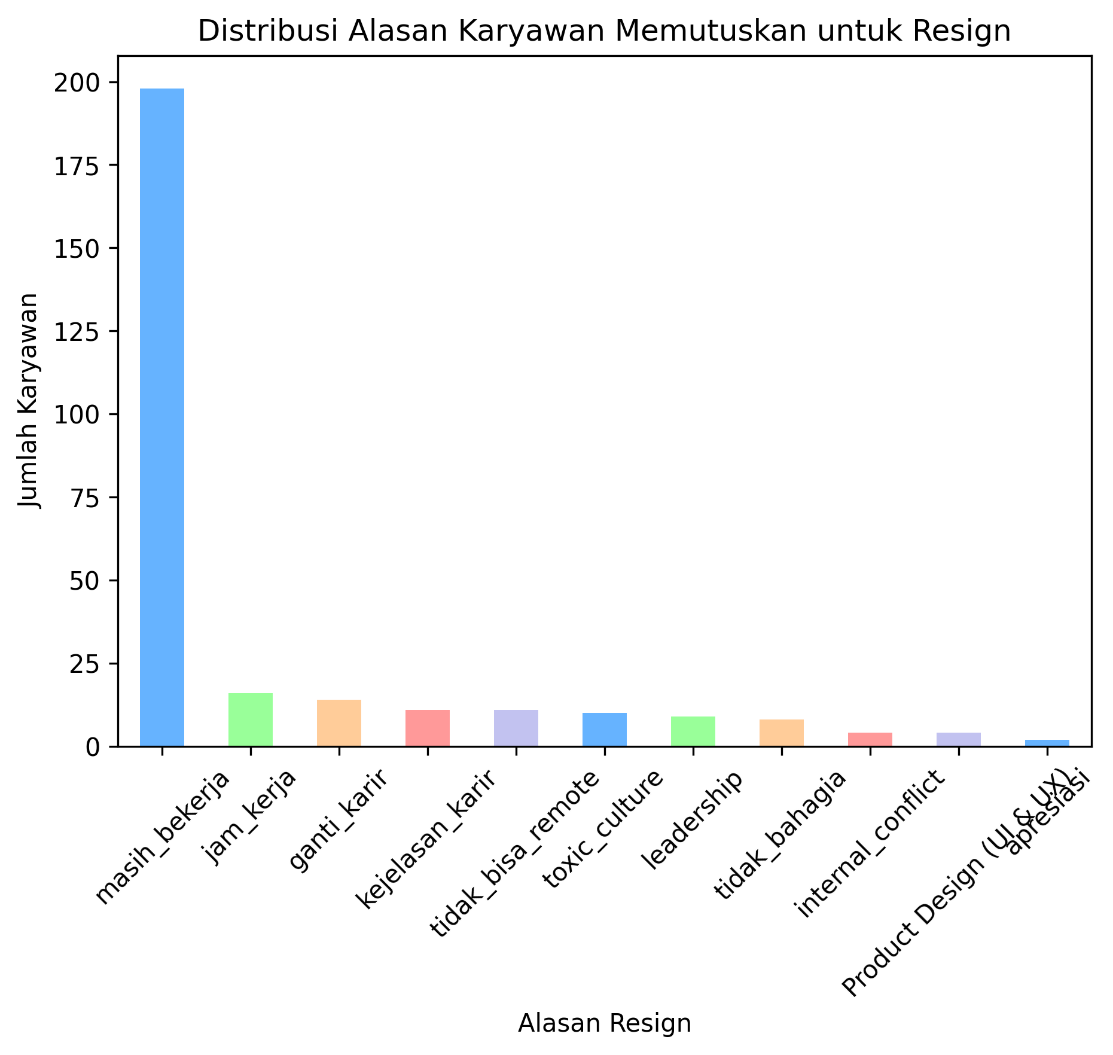 Distribusi Alasan Karyawan Memutuskan untuk Resign
Jumlah Karyawan
200
175
150
125
100
75
50
25
0
masih_bekerja
jam_kerja
ganti_karir
kejelasan_karir
tidak_bisa_remote
toxic_culture
leadership
tidak_bahagia
internal_conflict
Product Design (UI & UX)
apresiasi
Alasan Resign